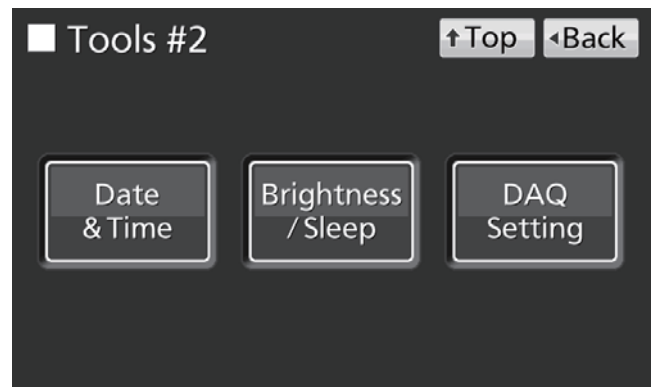 Tools #2
↑Top
◂Back
Date
& Time
Brightness
/ Sleep
DAQ
Setting